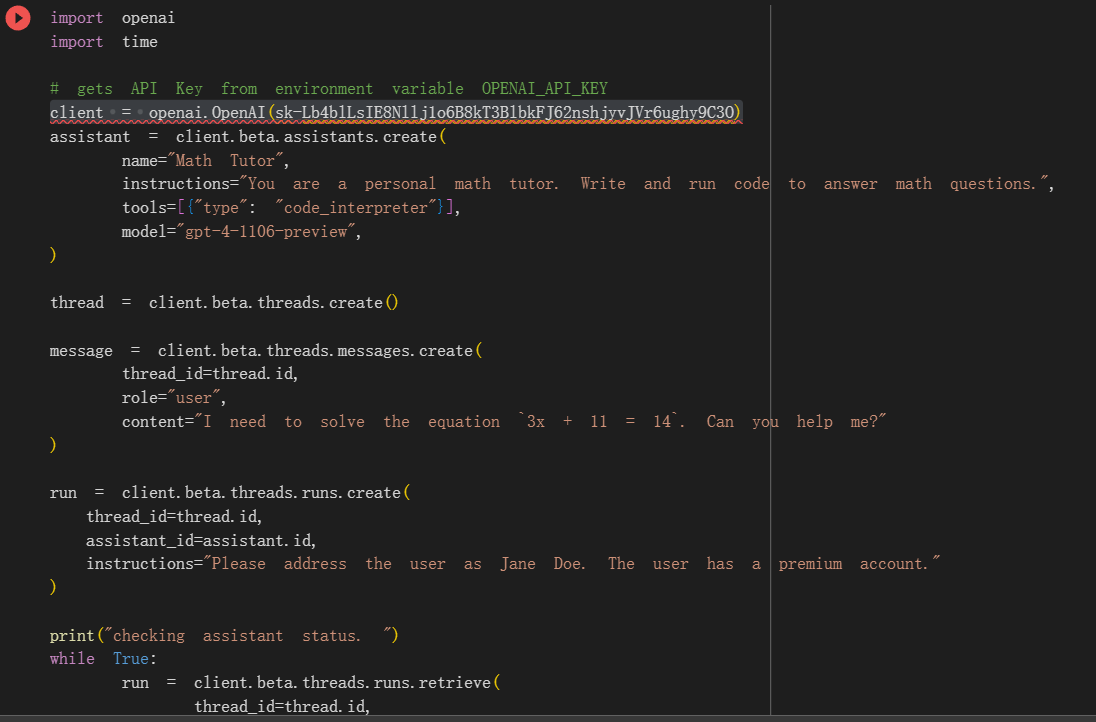 import openai
import time
# gets API Key from environment variable OPENAI_API_KEY
client = openai.OpenAI()
assistant = client.beta.assistants.create(
name="Math Tutor",
instructions="You are a personal math tutor. Write and run code to answer math questions.",
tools=[{"type": "code_interpreter"}],
model="gpt-4-1106-preview",
)
thread = client.beta.threads.create()
message = client.beta.threads.messages.create(
thread_id=thread.id,
role="user",
content="I need to solve the equation `3x + 11 = 14`. Can you help me?"
)
run = client.beta.threads.runs.create(
thread_id=thread.id,
assistant_id=assistant.id,
instructions="Please address the user as Jane Doe. The user has a premium account."
)
print("checking assistant status. ")
while True:
run = client.beta.threads.runs.retrieve(
thread_id=thread.id,